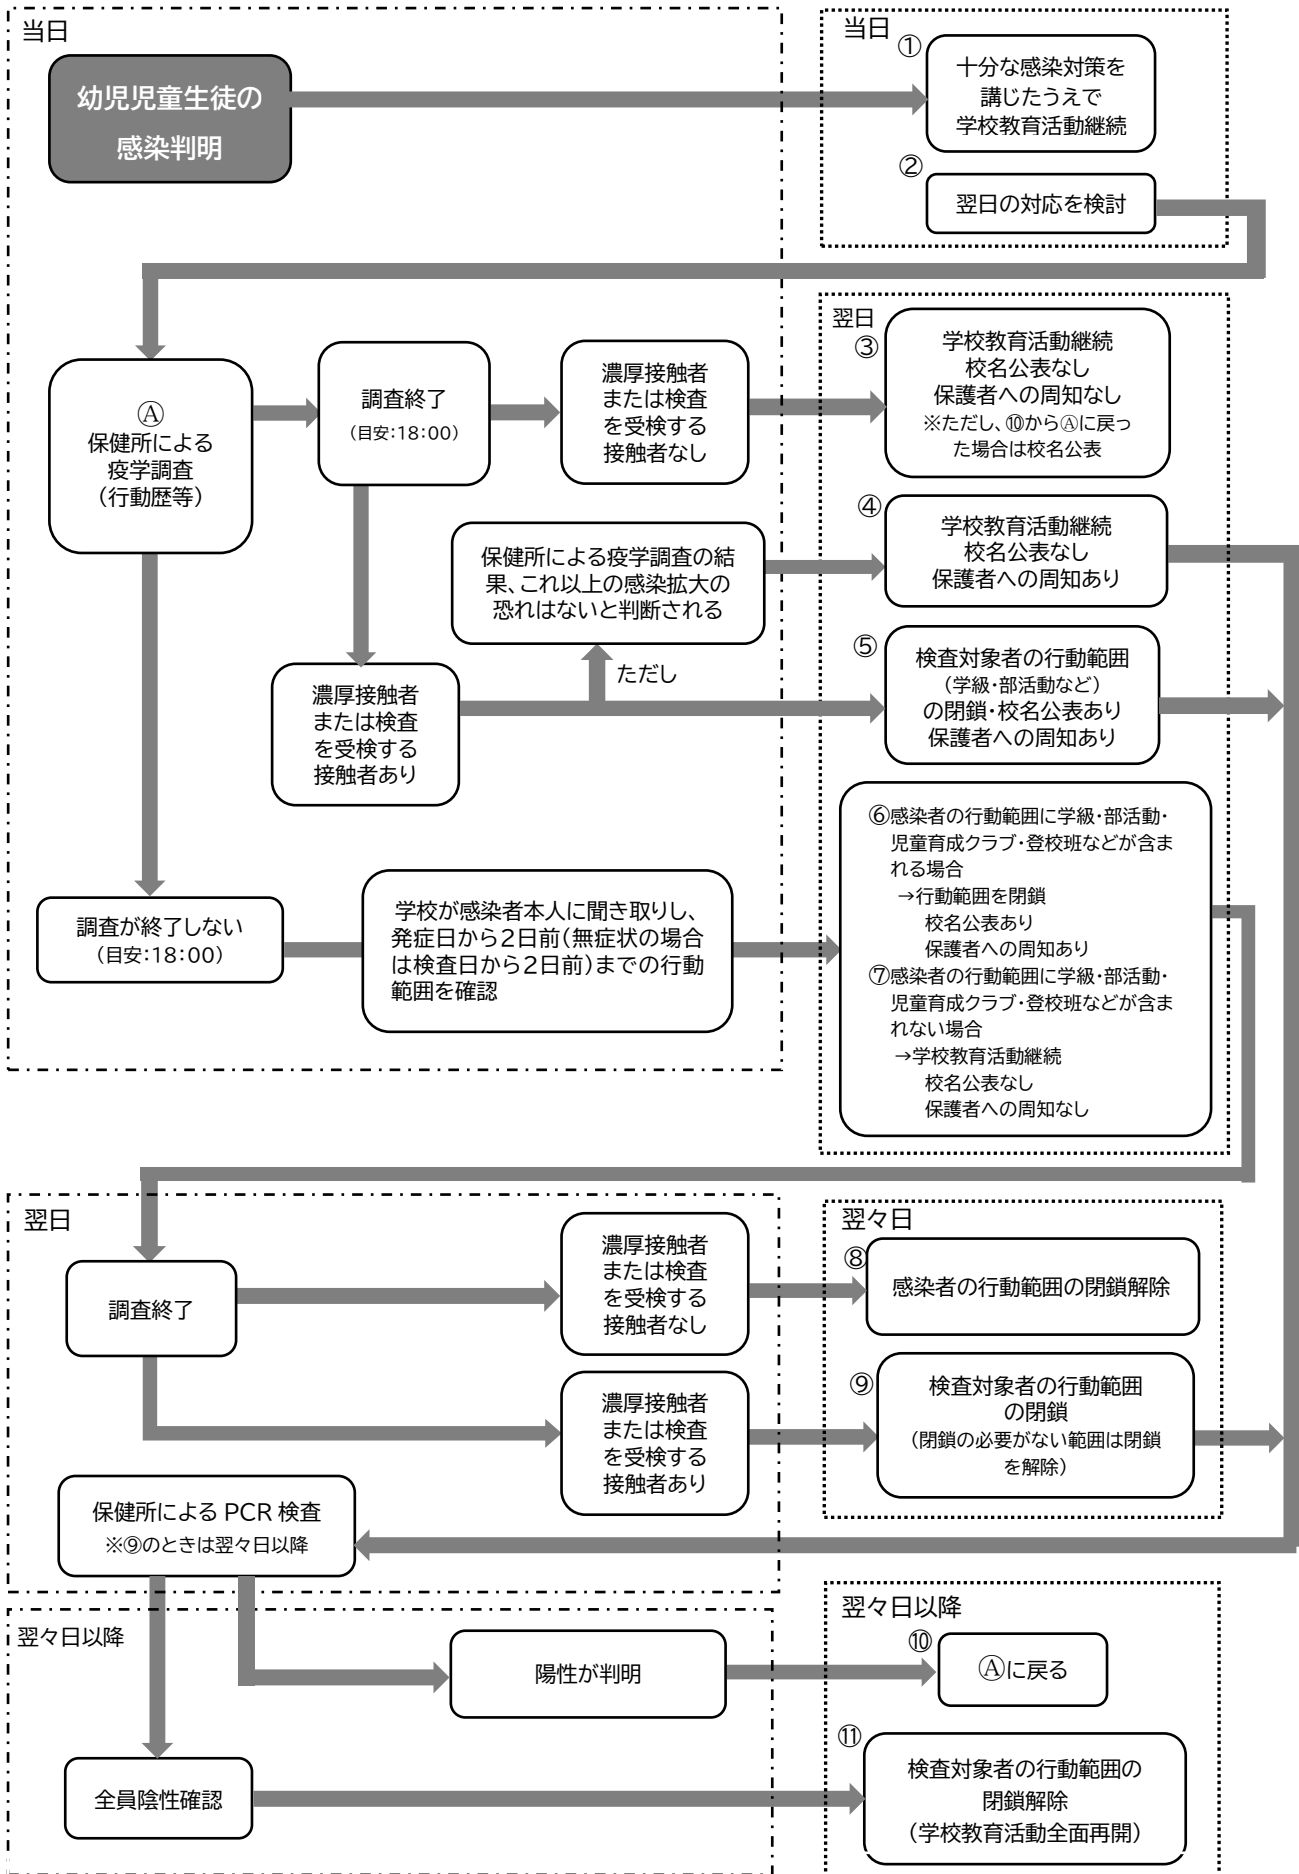 当日
幼児児童生徒の
感染判明
当日
①
十分な感染対策を
講じたうえで
学校教育活動継続
②
翌日の対応を検討
Ⓐ
保健所による
疫学調査
(行動歴等)
調査終了
(目安:18:00)
濃厚接触者
または検査
を受検する
接触者なし
翌日
③
学校教育活動継続
校名公表なし
保護者への周知なし
※ただし、⑩からⒶに戻っ
た場合は校名公表
保健所による疫学調査の結
果、これ以上の感染拡大の
恐れはないと判断される
④
学校教育活動継続
校名公表なし
保護者への周知あり
ただし
濃厚接触者
または検査
を受検する
接触者あり
⑤
検査対象者の行動範囲
(学級・部活動など)
の閉鎖・校名公表あり
保護者への周知あり
調査が終了しない
(目安:18:00)
学校が感染者本人に聞き取りし、
発症日から2日前(無症状の場合
は検査日から2日前)までの行動
範囲を確認
⑥感染者の行動範囲に学級・部活動・
児童育成クラブ・登校班などが含ま
れる場合
→行動範囲を閉鎖
校名公表あり
保護者への周知あり
⑦感染者の行動範囲に学級・部活動・
児童育成クラブ・登校班などが含ま
れない場合
→学校教育活動継続
校名公表なし
保護者への周知なし
翌日
調査終了
濃厚接触者
または検査
を受検する
接触者なし
翌々日
⑧
感染者の行動範囲の閉鎖解除
濃厚接触者
または検査
を受検する
接触者あり
⑨
検査対象者の行動範囲
の閉鎖
(閉鎖の必要がない範囲は閉鎖
を解除)
保健所による PCR 検査
※⑨のときは翌々日以降
翌々日以降
陽性が判明
翌々日以降
⑩
Ⓐに戻る
全員陰性確認
⑪
検査対象者の行動範囲の
閉鎖解除
(学校教育活動全面再開)